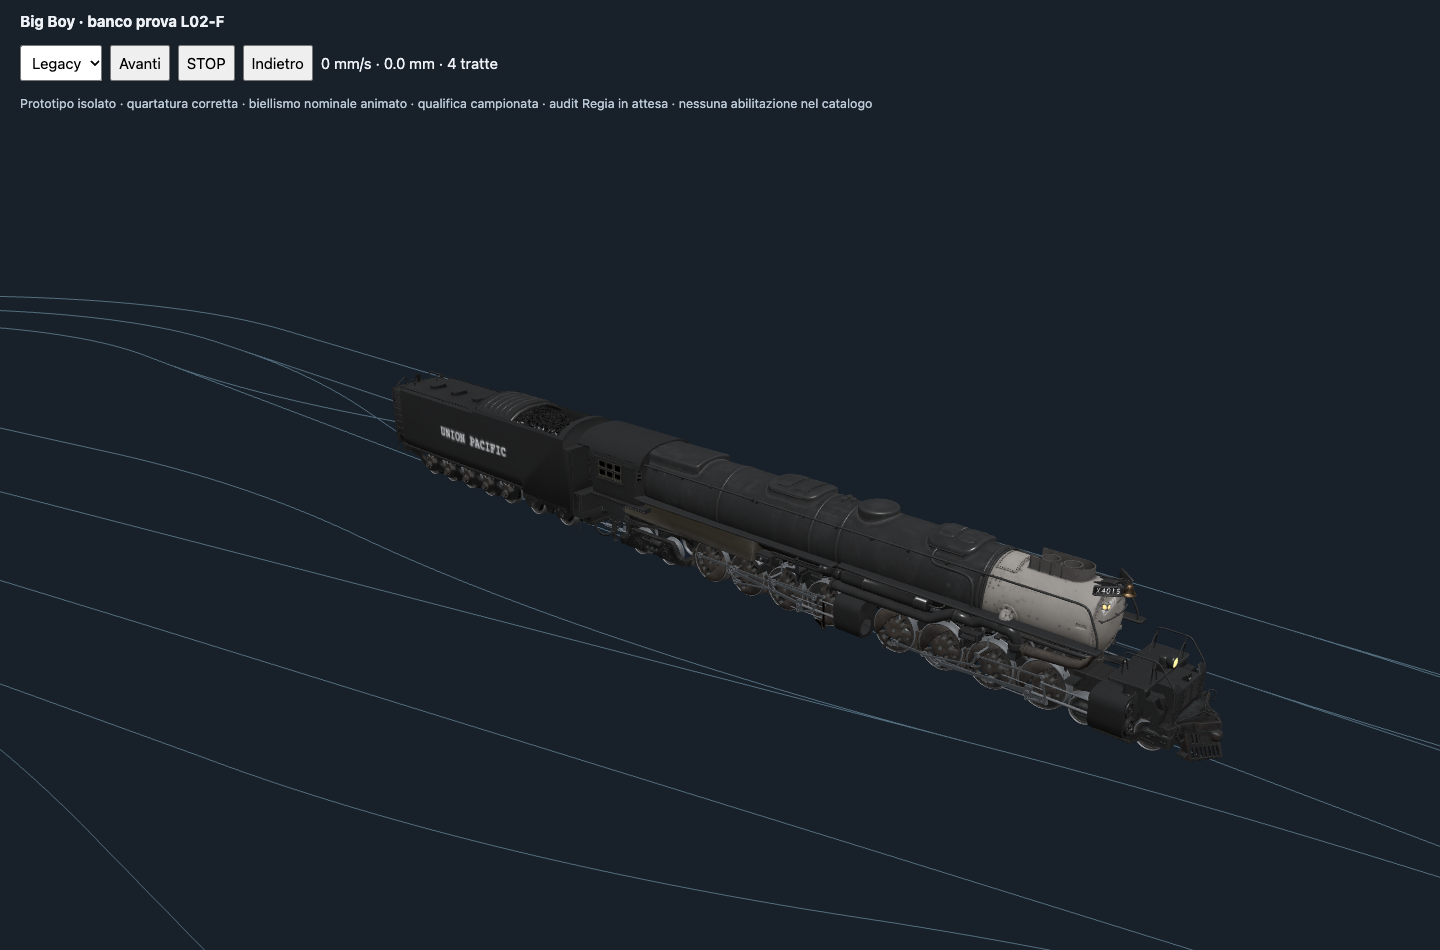 Big Boy · banco prova L02-F
Legacy Avanti STOP Indietro 0 mm/s · 0.0 mm · 4 tratte
Prototipo isolato · quartatura corretta · biellismo nominale animato · qualifica campionata · audit Regia in attesa · nessuna abilitazione nel catalogo
UNION PACIFIC
X4015